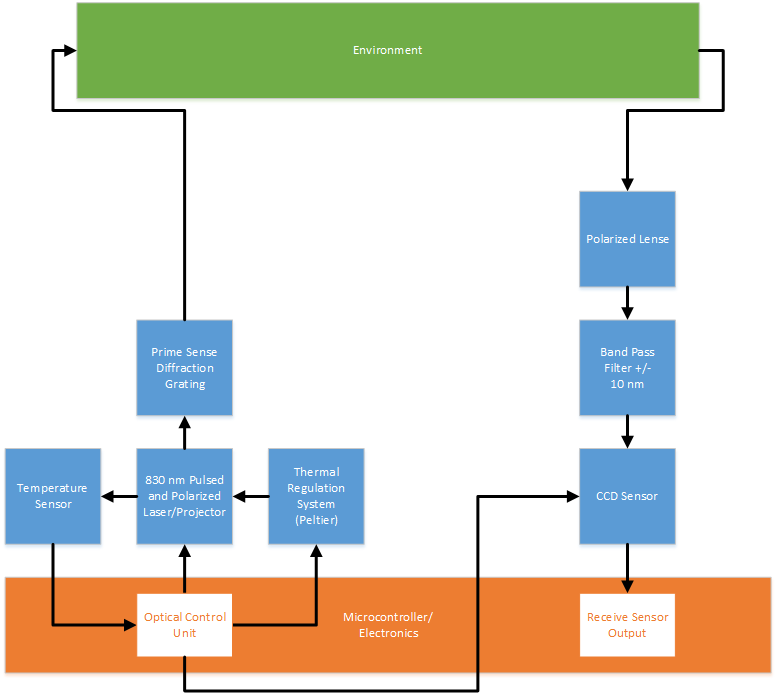 Environment
Polarized Lense
Prime Sense
Diffraction
Grating
Band Pass
Filter +/-
10 nm
Temperature
Sensor
830 nm Pulsed
and Polarized
Laser/Projector
Thermal
Regulation
System
(Peltier)
CCD Sensor
Optical Control
Unit
Microcontroller/
Electronics
Receive Sensor
Output